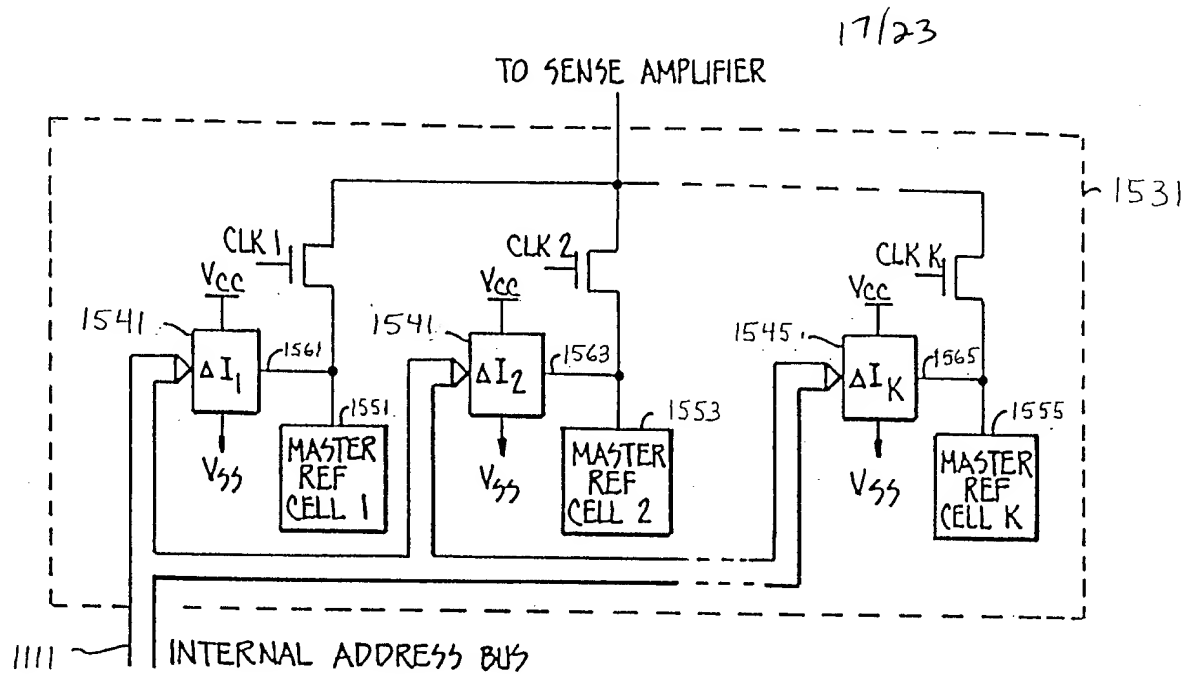 17/23
TO SENSE AMPLIFIER
1531
CLK 1
CLK 2
CLK K
VCC
VCC
VCC
1541
1541
1545
ΔI1
1561
ΔI2
1563
ΔIK
1565
VSS
VSS
VSS
1551
MASTER
REF
CELL 1
1553
MASTER
REF
CELL 2
1555
MASTER
REF
CELL K
1111
INTERNAL ADDRESS BUS